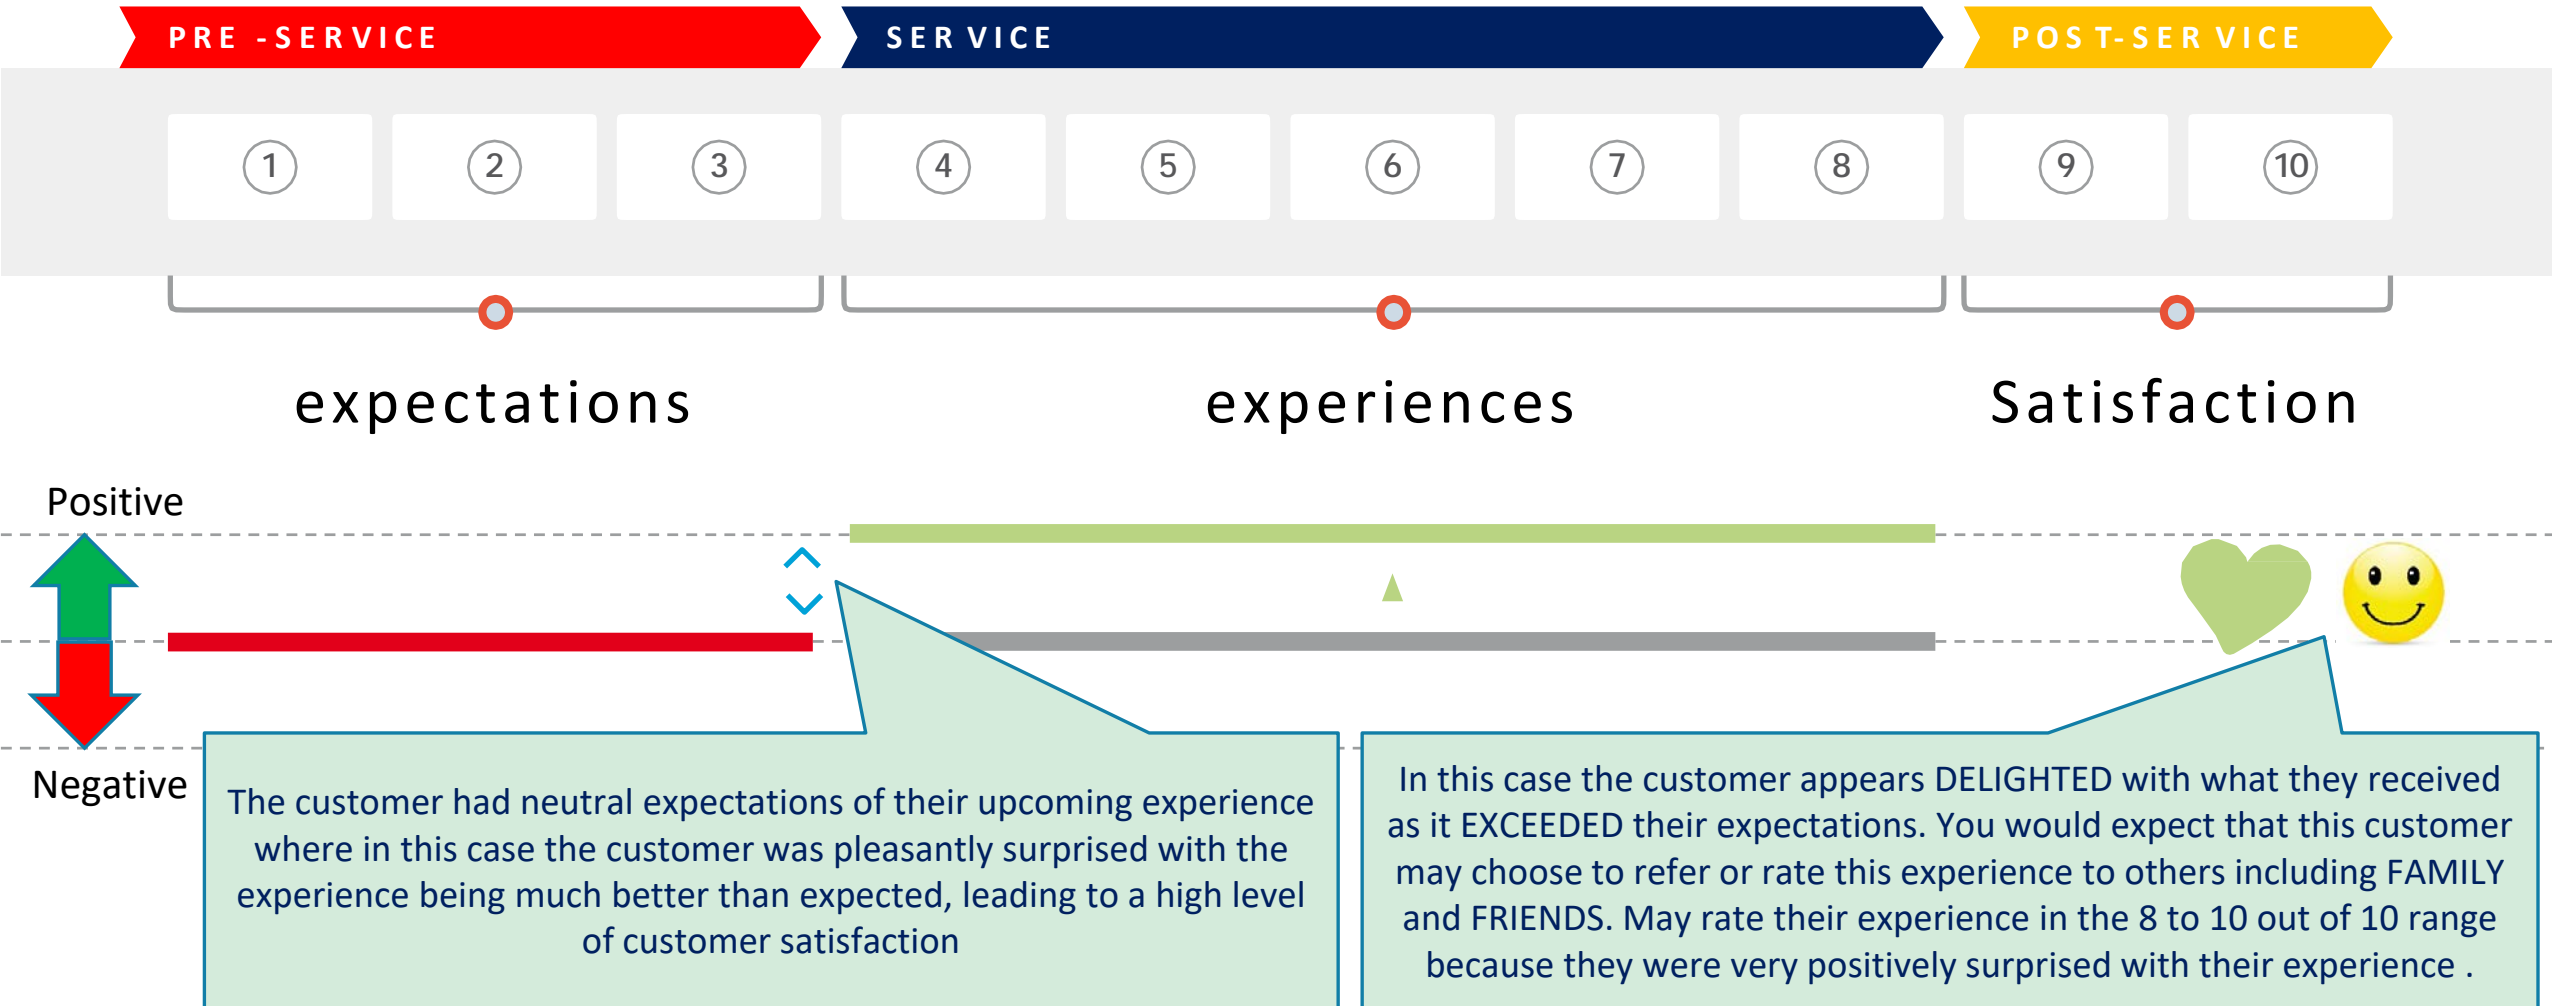 PRE -SERVICE
SER VICE
POS T- SER VICE
1 2 3 4 5 6 7 8 9 10
expectations
experiences
Satisfaction
Positive
Negative
The customer had neutral expectations of their upcoming experience
where in this case the customer was pleasantly surprised with the
experience being much better than expected, leading to a high level
of customer satisfaction
In this case the customer appears DELIGHTED with what they received
as it EXCEEDED their expectations. You would expect that this customer
may choose to refer or rate this experience to others including FAMILY
and FRIENDS. May rate their experience in the 8 to 10 out of 10 range
because they were very positively surprised with their experience .